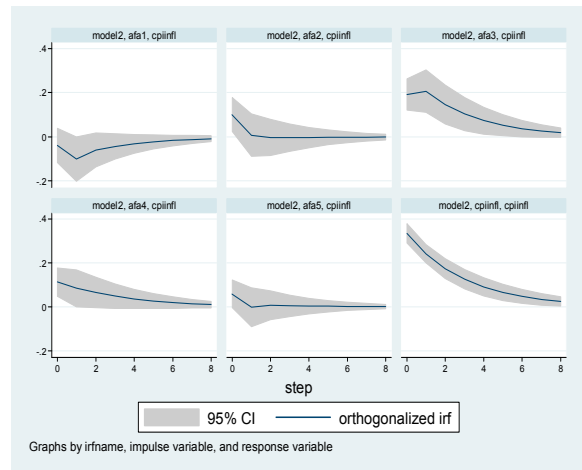 model2, afa1, cpiinfl
model2, afa2, cpiinfl
model2, afa3, cpiinfl
.4
.2
0
-.2
model2, afa4, cpiinfl
model2, afa5, cpiinfl
model2, cpiinfl, cpiinfl
.4
.2
0
-.2
0 2 4 6 8
0 2 4 6 8
0 2 4 6 8
step
95% CI
orthogonalized irf
Graphs by irfname, impulse variable, and response variable